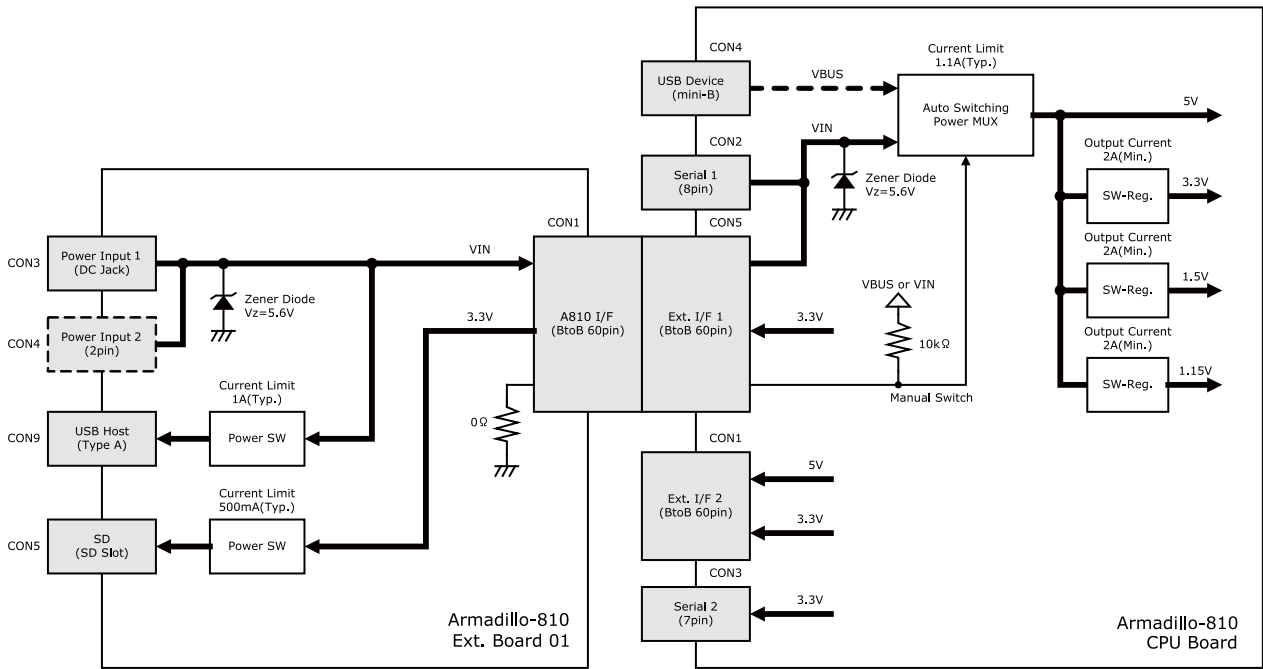 CON4
USB Device
(mini-B)
VBUS
Current Limit
1.1A(Typ.)
Auto Switching
Power MUX
5V
CON2
Serial 1
(8pin)
VIN
Zener Diode
Vz=5.6V
Output Current
2A(Min.)
SW-Reg.
3.3V
Output Current
2A(Min.)
SW-Reg.
1.5V
Output Current
2A(Min.)
SW-Reg.
1.15V
CON5
Ext. I/F 1
(BtoB 60pin)
3.3V
VBUS or VIN
10kΩ
Manual Switch
CON1
Ext. I/F 2
(BtoB 60pin)
5V
3.3V
CON3
Serial 2
(7pin)
3.3V
Armadillo-810
CPU Board
CON3
Power Input 1
(DC Jack)
VIN
CON1
A810 I/F
(BtoB 60pin)
Zener Diode
Vz=5.6V
CON4
Power Input 2
(2pin)
3.3V
0Ω
CON9
USB Host
(Type A)
Current Limit
1A(Typ.)
Power SW
CON5
SD
(SD Slot)
Current Limit
500mA(Typ.)
Power SW
Armadillo-810
Ext. Board 01